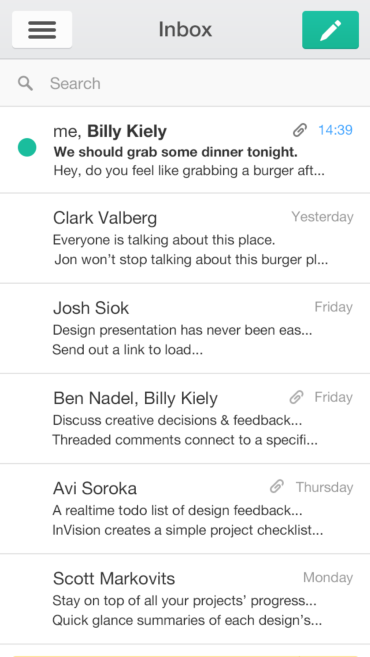 Inbox
Search
me, Billy Kiely 14:39
We should grab some dinner tonight.
Hey, do you feel like grabbing a burger aft...
Clark Valberg Yesterday
Everyone is talking about this place.
Jon won't stop talking about this burger pl...
Josh Siok Friday
Design presentation has never been eas...
Send out a link to load...
Ben Nadel, Billy Kiely Friday
Discuss creative decisions & feedback...
Threaded comments connect to a specifi...
Avi Soroka Thursday
A realtime todo list of design feedback...
InVision creates a simple project checklist...
Scott Markovits Monday
Stay on top of all your projects' progress...
Quick glance summaries of each design's...